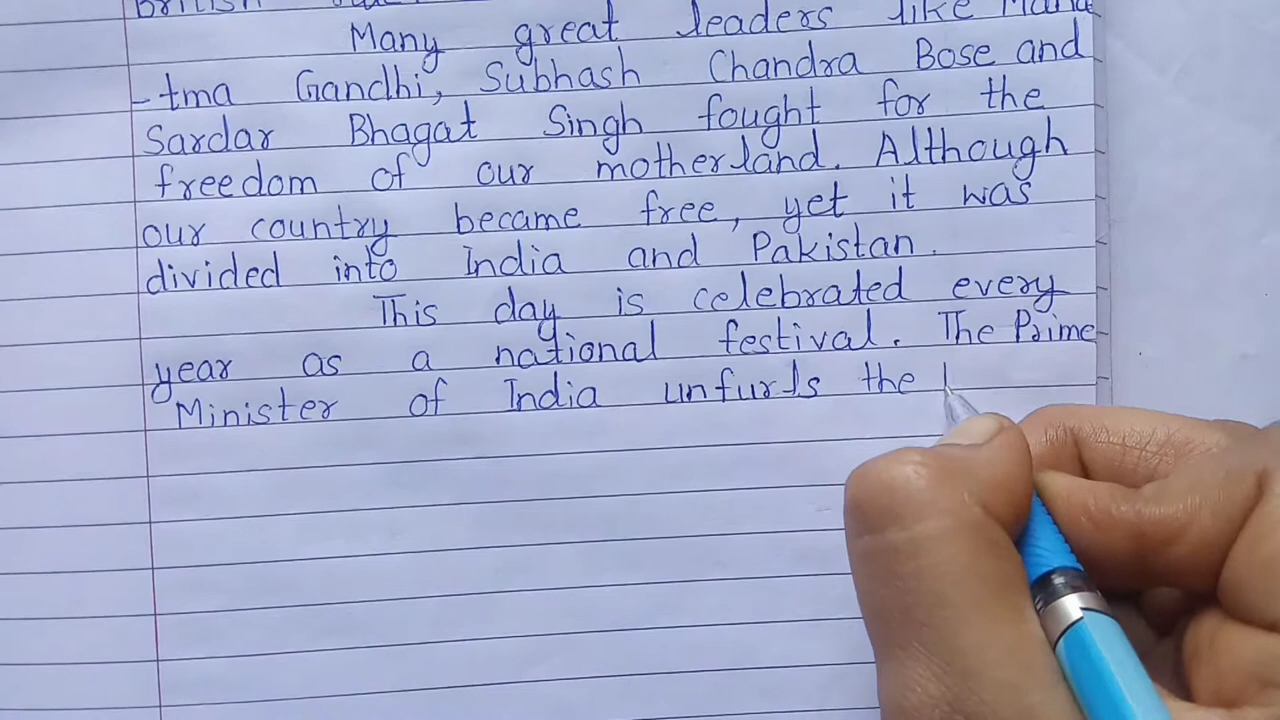 British
Many great leaders like Maha
-tma Gandhi, Subhash Chandra Bose and
Sardar Bhagat Singh fought for the
freedom of our motherland. Although
our country became free, yet it was
divided into India and Pakistan.
This day is celebrated every
year as a national festival. The Prime
Minister of India unfurls the